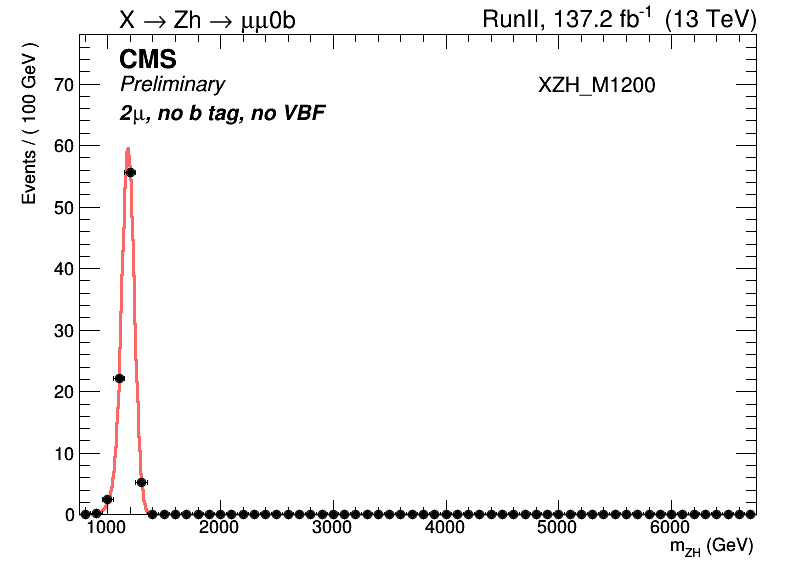 X → Zh → μμ0b
RunII, 137.2 fb⁻¹ (13 TeV)
CMS
Preliminary
2μ, no b tag, no VBF
XZH_M1200
Events / ( 100 GeV )
70
60
50
40
30
20
10
0
1000 2000 3000 4000 5000 6000
m_ZH (GeV)